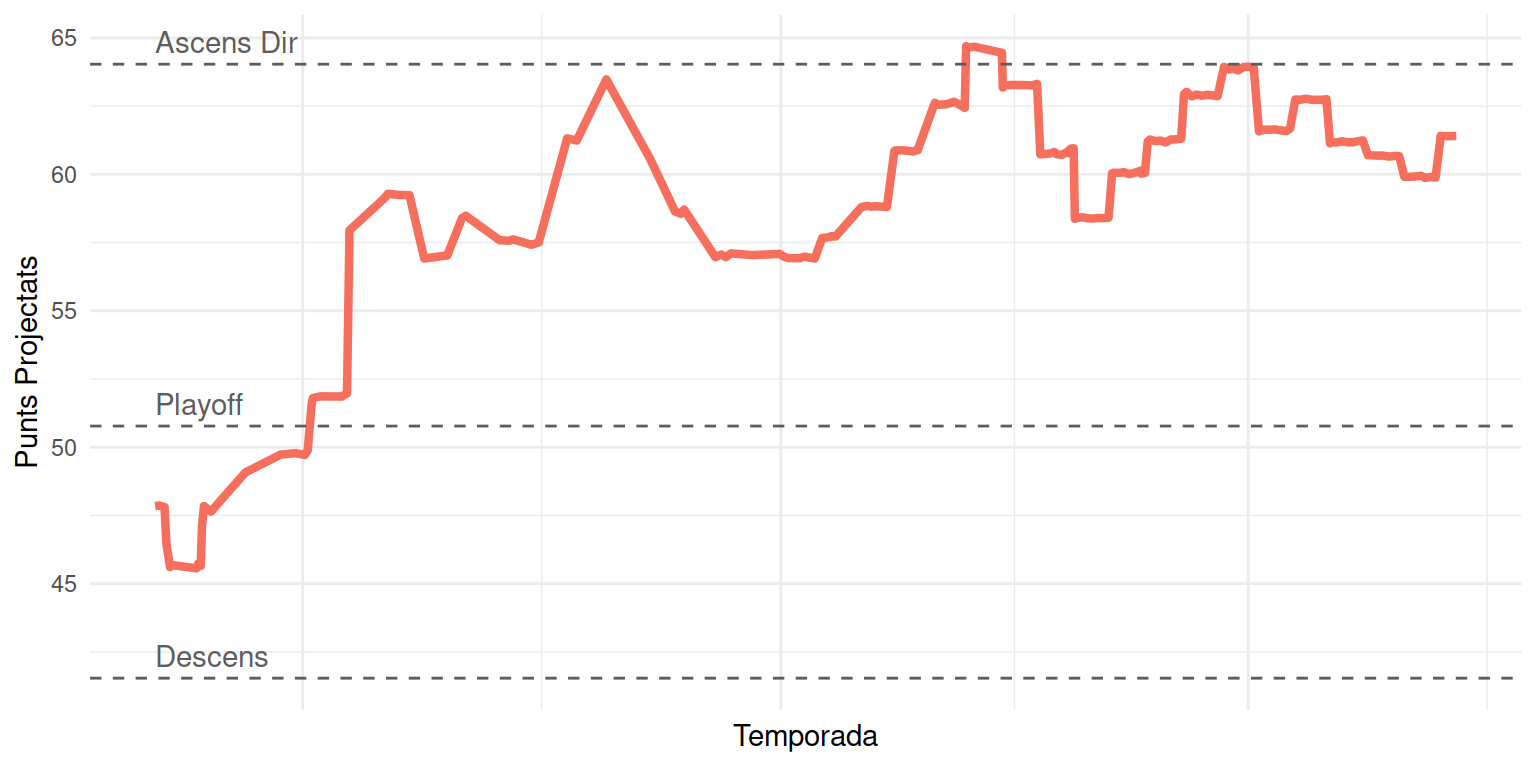 65
Ascens Dir
60
55
Punts Projectats
Playoff
50
45
Descens
Temporada